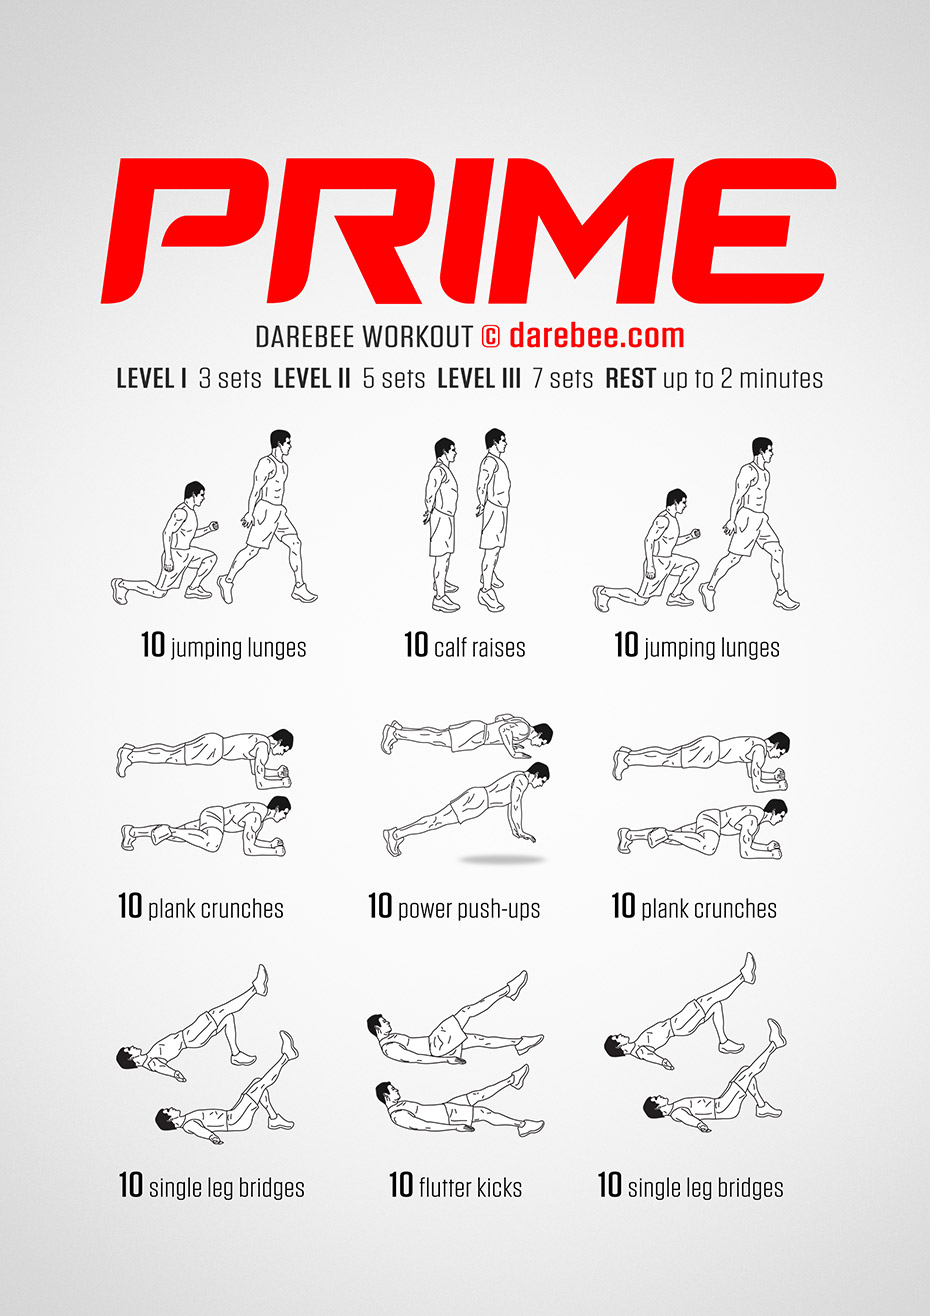 PRIME
DAREBEE WORKOUT © darebee.com
LEVEL I 3 sets LEVEL II 5 sets LEVEL III 7 sets REST up to 2 minutes
10 jumping lunges
10 calf raises
10 jumping lunges
10 plank crunches
10 power push-ups
10 plank crunches
10 single leg bridges
10 flutter kicks
10 single leg bridges